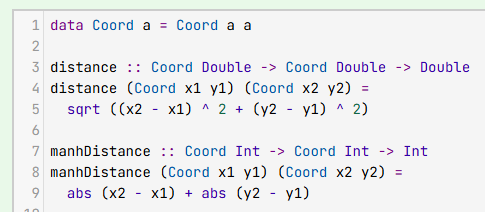 1 data Coord a = Coord a a
2
3 distance :: Coord Double -> Coord Double -> Double
4 distance (Coord x1 y1) (Coord x2 y2) =
5   sqrt ((x2 - x1) ^ 2 + (y2 - y1) ^ 2)
6
7 manhDistance :: Coord Int -> Coord Int -> Int
8 manhDistance (Coord x1 y1) (Coord x2 y2) =
9   abs (x2 - x1) + abs (y2 - y1)